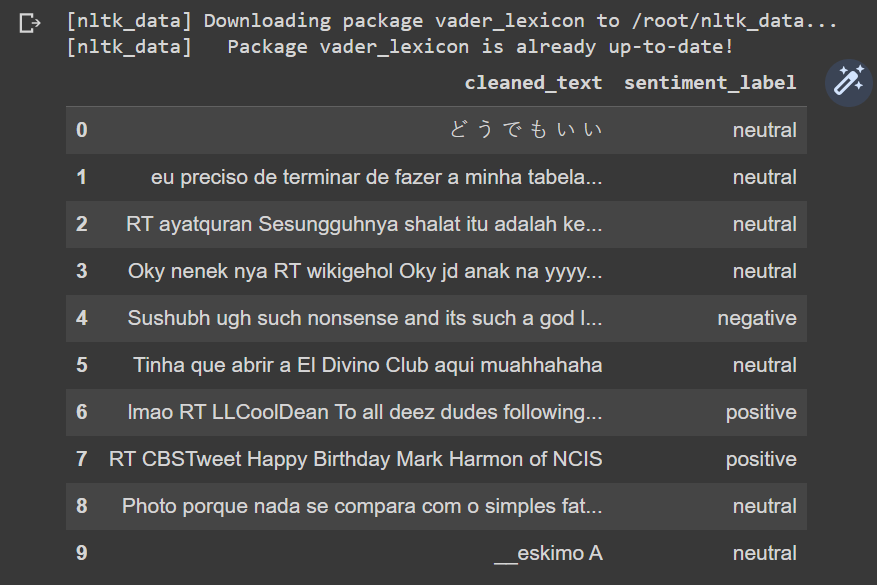 [nltk_data] Downloading package vader_lexicon to /root/nltk_data...
[nltk_data]   Package vader_lexicon is already up-to-date!
cleaned_text sentiment_label
0 ど う で も い い neutral
1 eu preciso de terminar de fazer a minha tabela... neutral
2 RT ayatquran Sesungguhnya shalat itu adalah ke... neutral
3 Oky nenek nya RT wikigehol Oky jd anak na yyyy... neutral
4 Sushubh ugh such nonsense and its such a god l... negative
5 Tinha que abrir a El Divino Club aqui muahhahaha neutral
6 lmao RT LLCoolDean To all deez dudes following... positive
7 RT CBSTweet Happy Birthday Mark Harmon of NCIS positive
8 Photo porque nada se compara com o simples fat... neutral
9 __eskimo A neutral